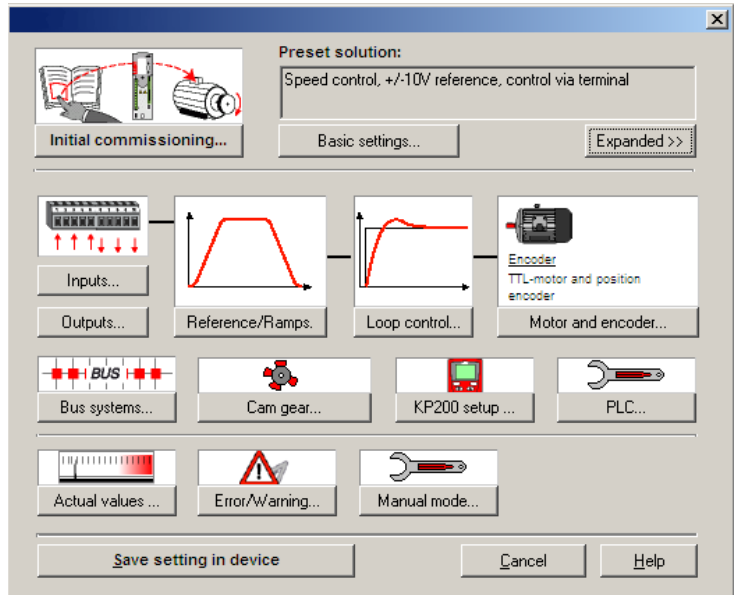 Preset solution:
Speed control, +/-10V reference, control via terminal
Initial commissioning...
Basic settings...
Expanded >>
Inputs...
Outputs...
Reference/Ramps.
Loop control...
Encoder
TTL-motor and position
encoder
Motor and encoder...
BUS
Bus systems...
Cam gear...
KP200 setup ...
PLC...
Actual values ...
Error/Warning...
Manual mode...
Save setting in device
Cancel
Help